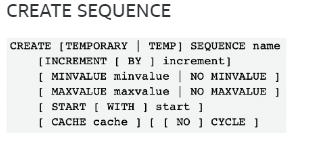 CREATE SEQUENCE
CREATE [TEMPORARY | TEMP] SEQUENCE name
[INCREMENT [ BY ] increment]
[ MINVALUE minvalue | NO MINVALUE ]
[ MAXVALUE maxvalue | NO MAXVALUE ]
[ START [ WITH ] start ]
[ CACHE cache ] [ [ NO ] CYCLE ]